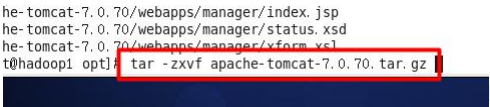 he-tomcat-7.0.70/webapps/manager/index.jsp
he-tomcat-7.0.70/webapps/manager/status.xsd
he-tomcat-7.0.70/webapps/manager/xform.xsl
t@hadoop1 opt]# tar -zxvf apache-tomcat-7.0.70.tar.gz